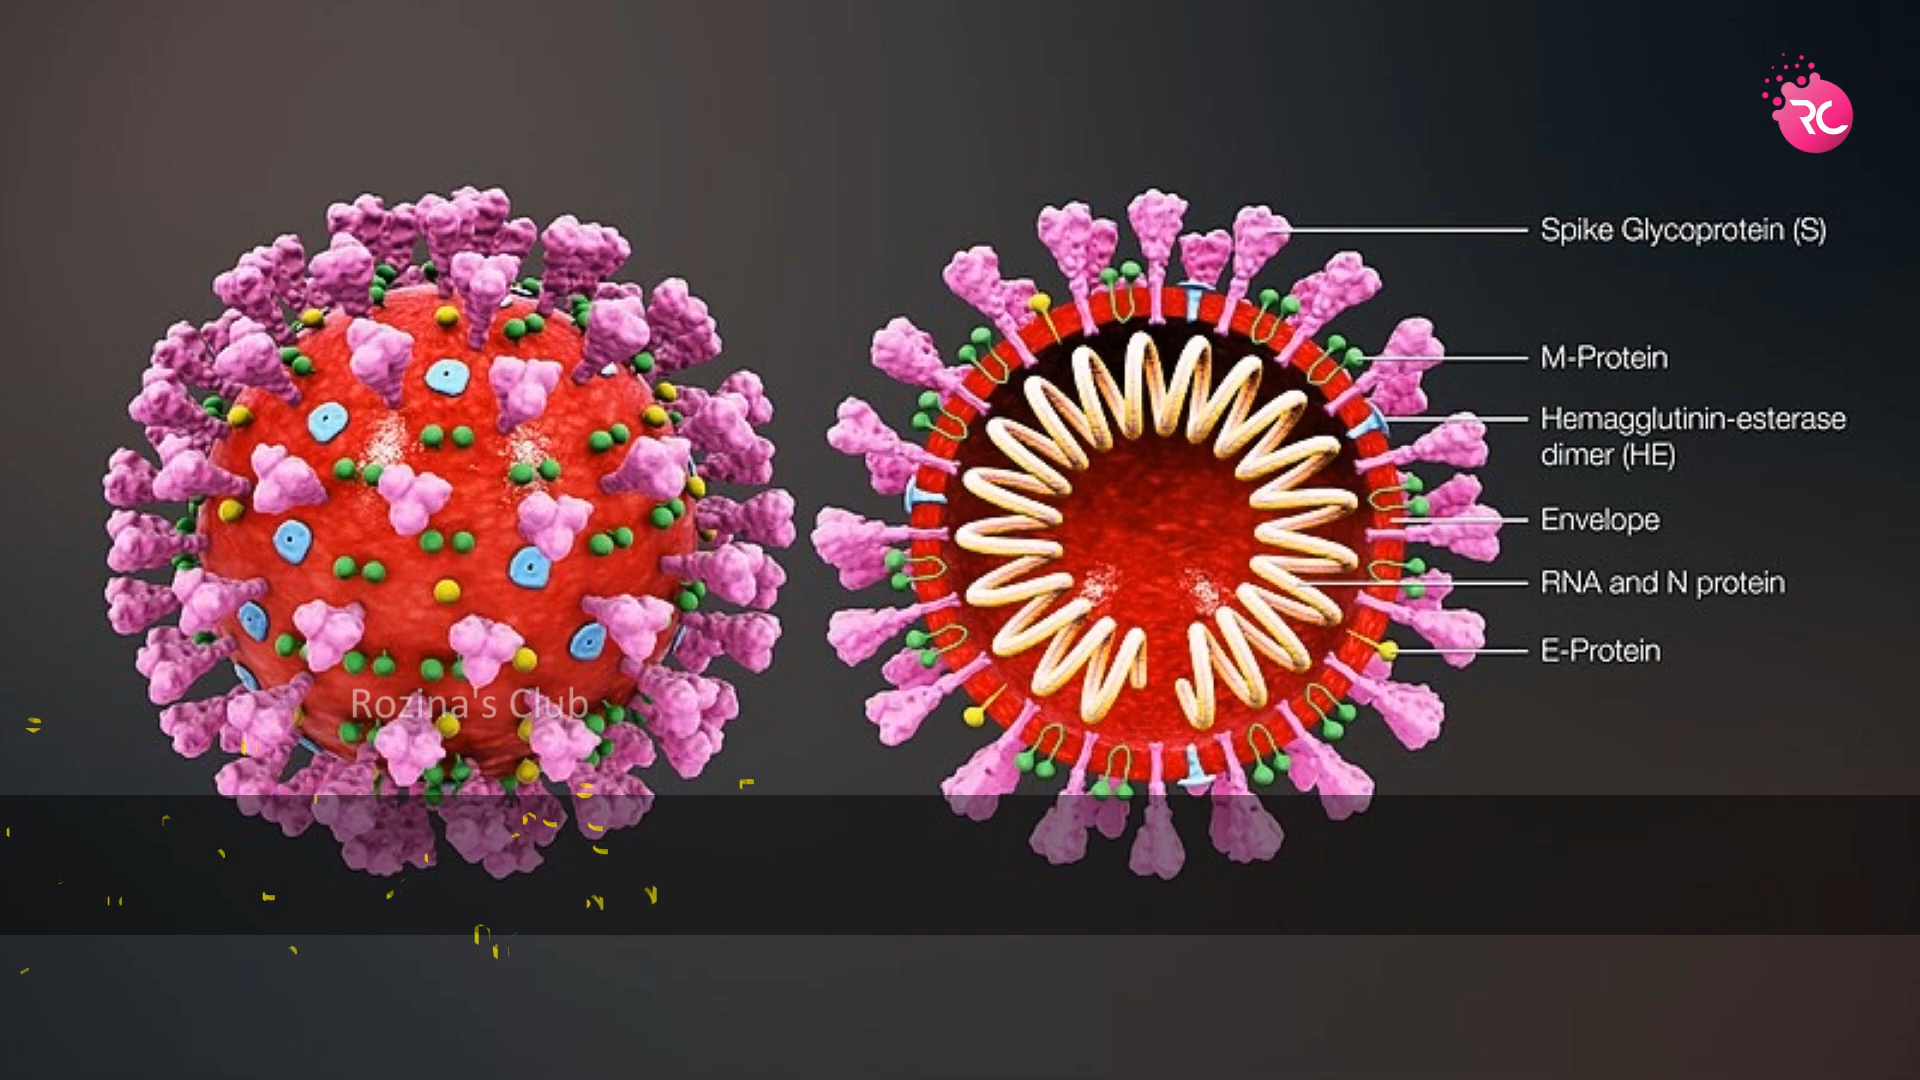 RC
Spike Glycoprotein (S)
M-Protein
Hemagglutinin-esterase
dimer (HE)
Envelope
RNA and N protein
E-Protein
Rozina's Club